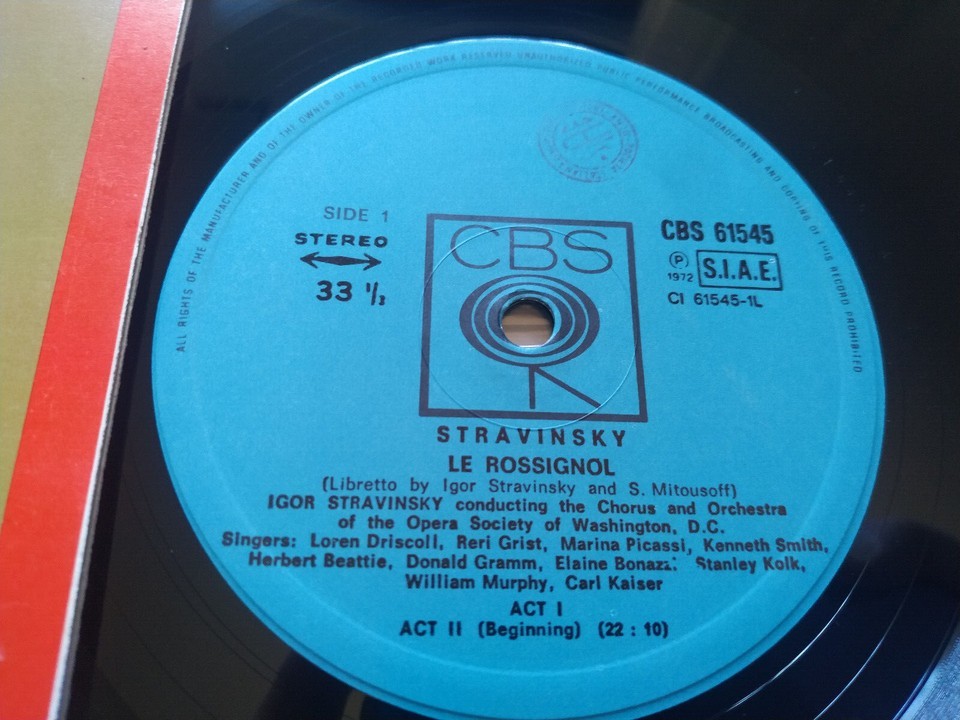 ALL RIGHTS OF THE MANUFACTURER AND OF THE OWNER OF THE RECORDED WORK RESERVED UNAUTHORIZED PUBLIC PERFORMANCE BROADCASTING AND COPYING OF THIS RECORD PROHIBITED
SIDE 1
STEREO
33 1/3
CBS
CBS 61545
Ⓟ 1972 S.I.A.E.
CI 61545-1L
STRAVINSKY
LE ROSSIGNOL
(Libretto by Igor Stravinsky and S. Mitousoff)
IGOR STRAVINSKY conducting the Chorus and Orchestra
of the Opera Society of Washington, D.C.
Singers: Loren Driscoll, Reri Grist, Marina Picassi, Kenneth Smith,
Herbert Beattie, Donald Gramm, Elaine Bonazzi Stanley Kolk,
William Murphy, Carl Kaiser
ACT I
ACT II (Beginning) (22 : 10)